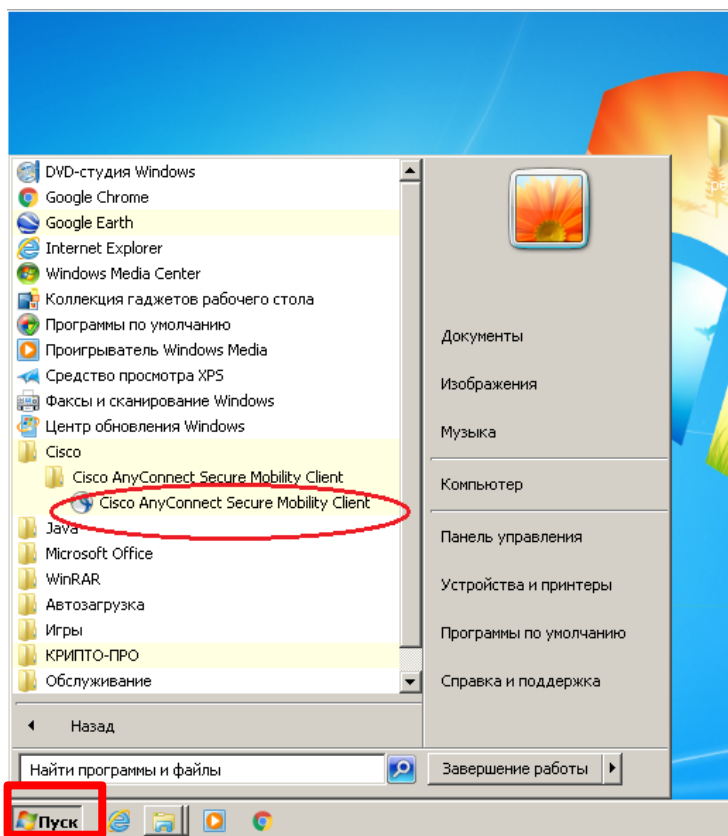 DVD-студия Windows
Google Chrome
Google Earth
Internet Explorer
Windows Media Center
Коллекция гаджетов рабочего стола
Программы по умолчанию
Проигрыватель Windows Media
Средство просмотра XPS
Факсы и сканирование Windows
Центр обновления Windows
Cisco
Cisco AnyConnect Secure Mobility Client
Cisco AnyConnect Secure Mobility Client
Java
Microsoft Office
WinRAR
Автозагрузка
Игры
КРИПТО-ПРО
Обслуживание
Назад
Найти программы и файлы
Документы
Изображения
Музыка
Компьютер
Панель управления
Устройства и принтеры
Программы по умолчанию
Справка и поддержка
Завершение работы
Пуск